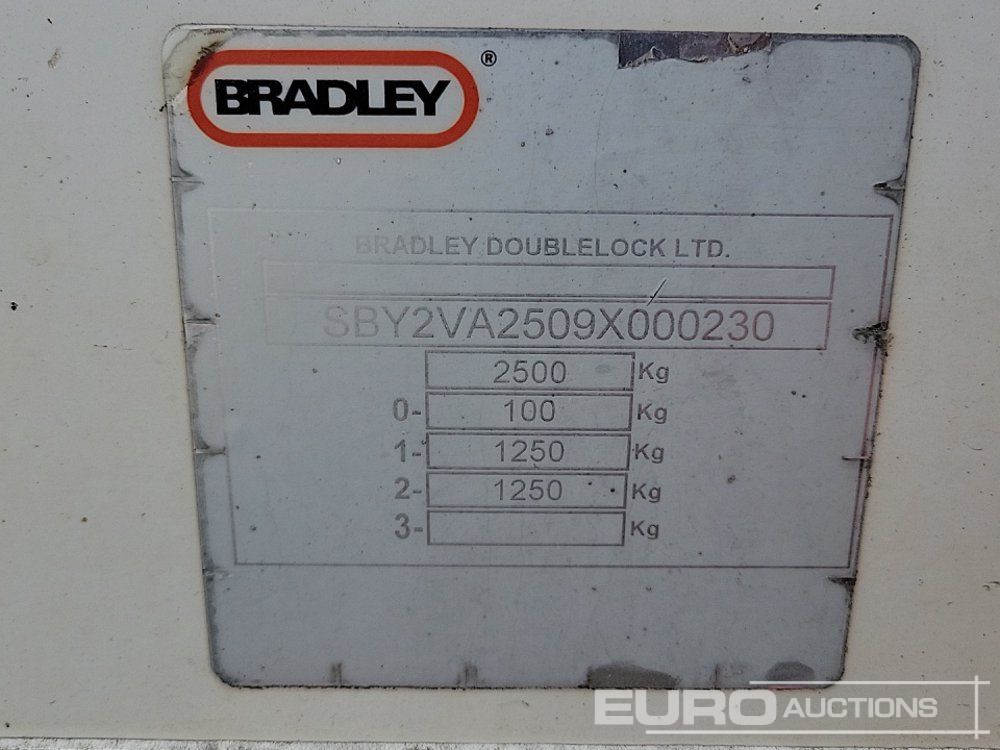 BRADLEY ®
BRADLEY DOUBLELOCK LTD.
SBY2VA2509X000230
2500 Kg
0- 100 Kg
1- 1250 Kg
2- 1250 Kg
3- Kg
EURO AUCTIONS